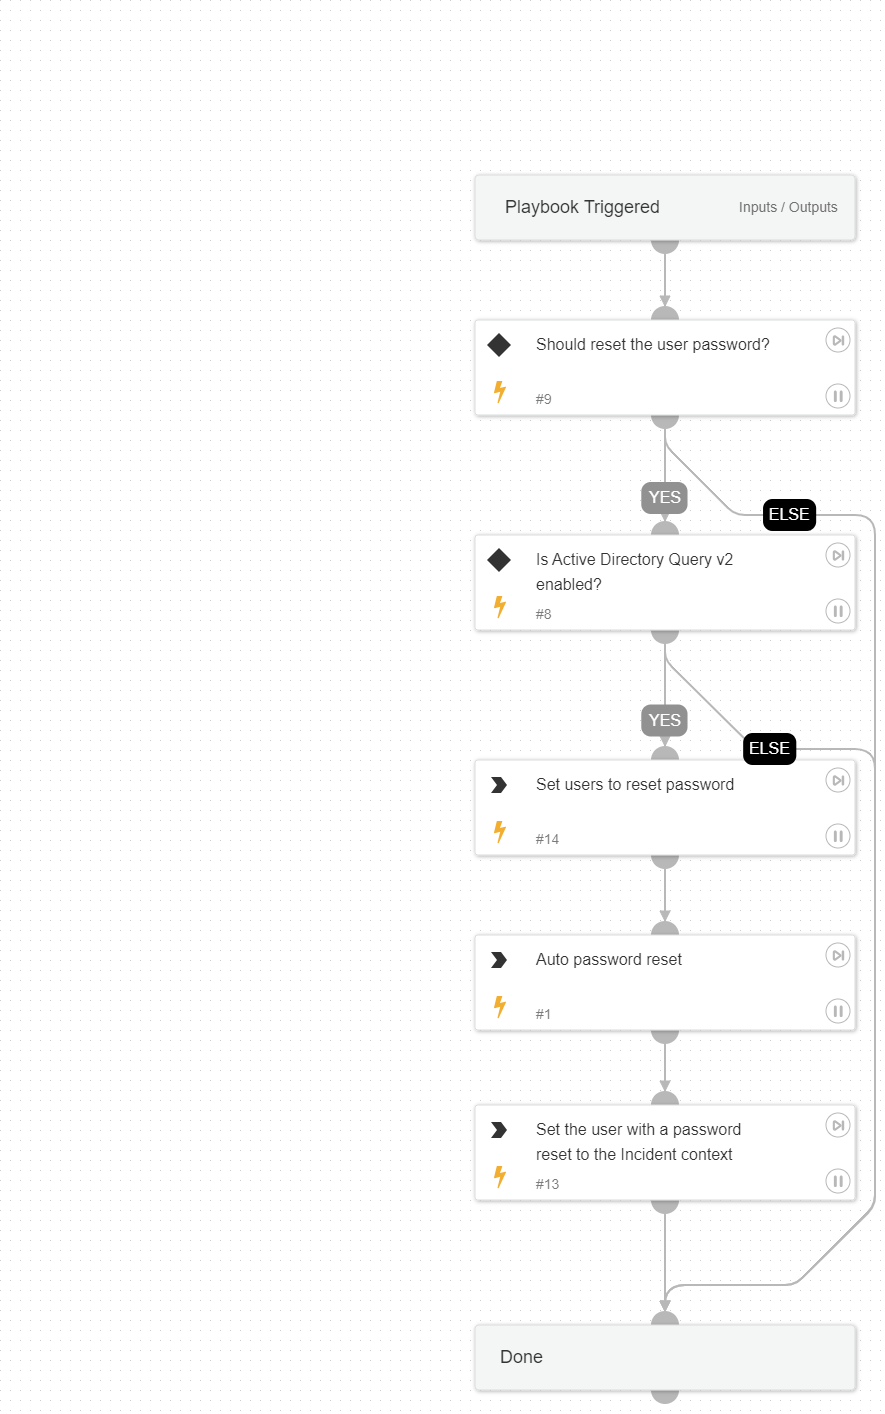 Playbook Triggered
Inputs / Outputs
Should reset the user password?
#9
YES
ELSE
Is Active Directory Query v2
enabled?
#8
YES
ELSE
Set users to reset password
#14
Auto password reset
#1
Set the user with a password
reset to the Incident context
#13
Done